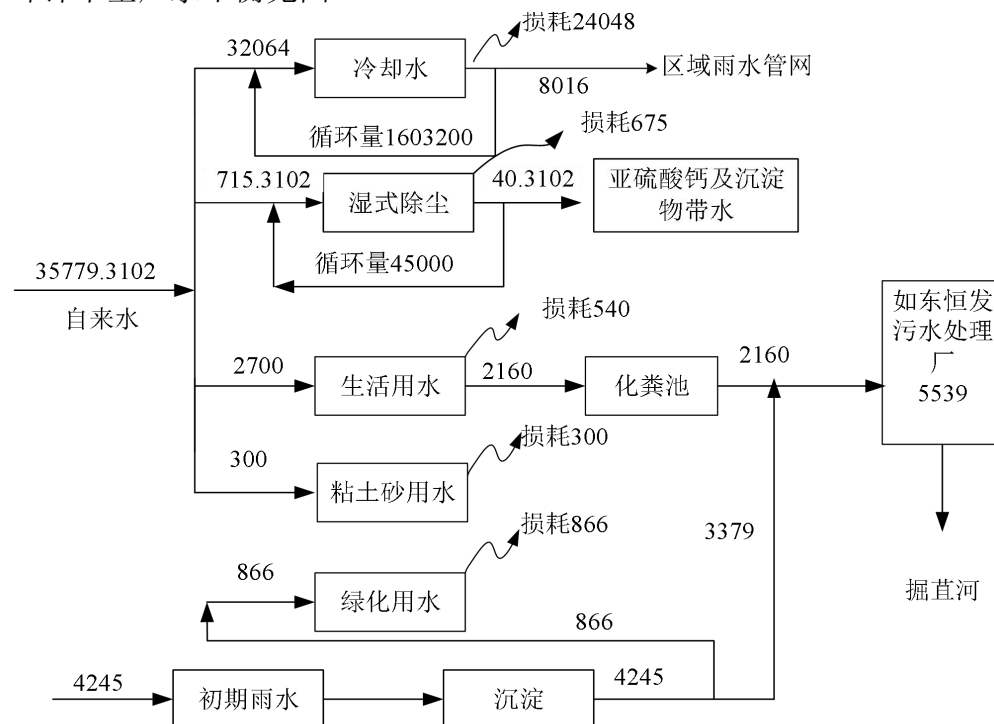 损耗24048
32064
冷却水
区域雨水管网
8016
循环量1603200
损耗675
715.3102
湿式除尘
40.3102
亚硫酸钙及沉淀
物带水
循环量45000
35779.3102
自来水
损耗540
2700
生活用水
2160
化粪池
2160
如东恒发
污水处理
厂
5539
300
粘土砂用水
损耗300
损耗866
866
绿化用水
866
3379
掘苴河
4245
初期雨水
沉淀
4245